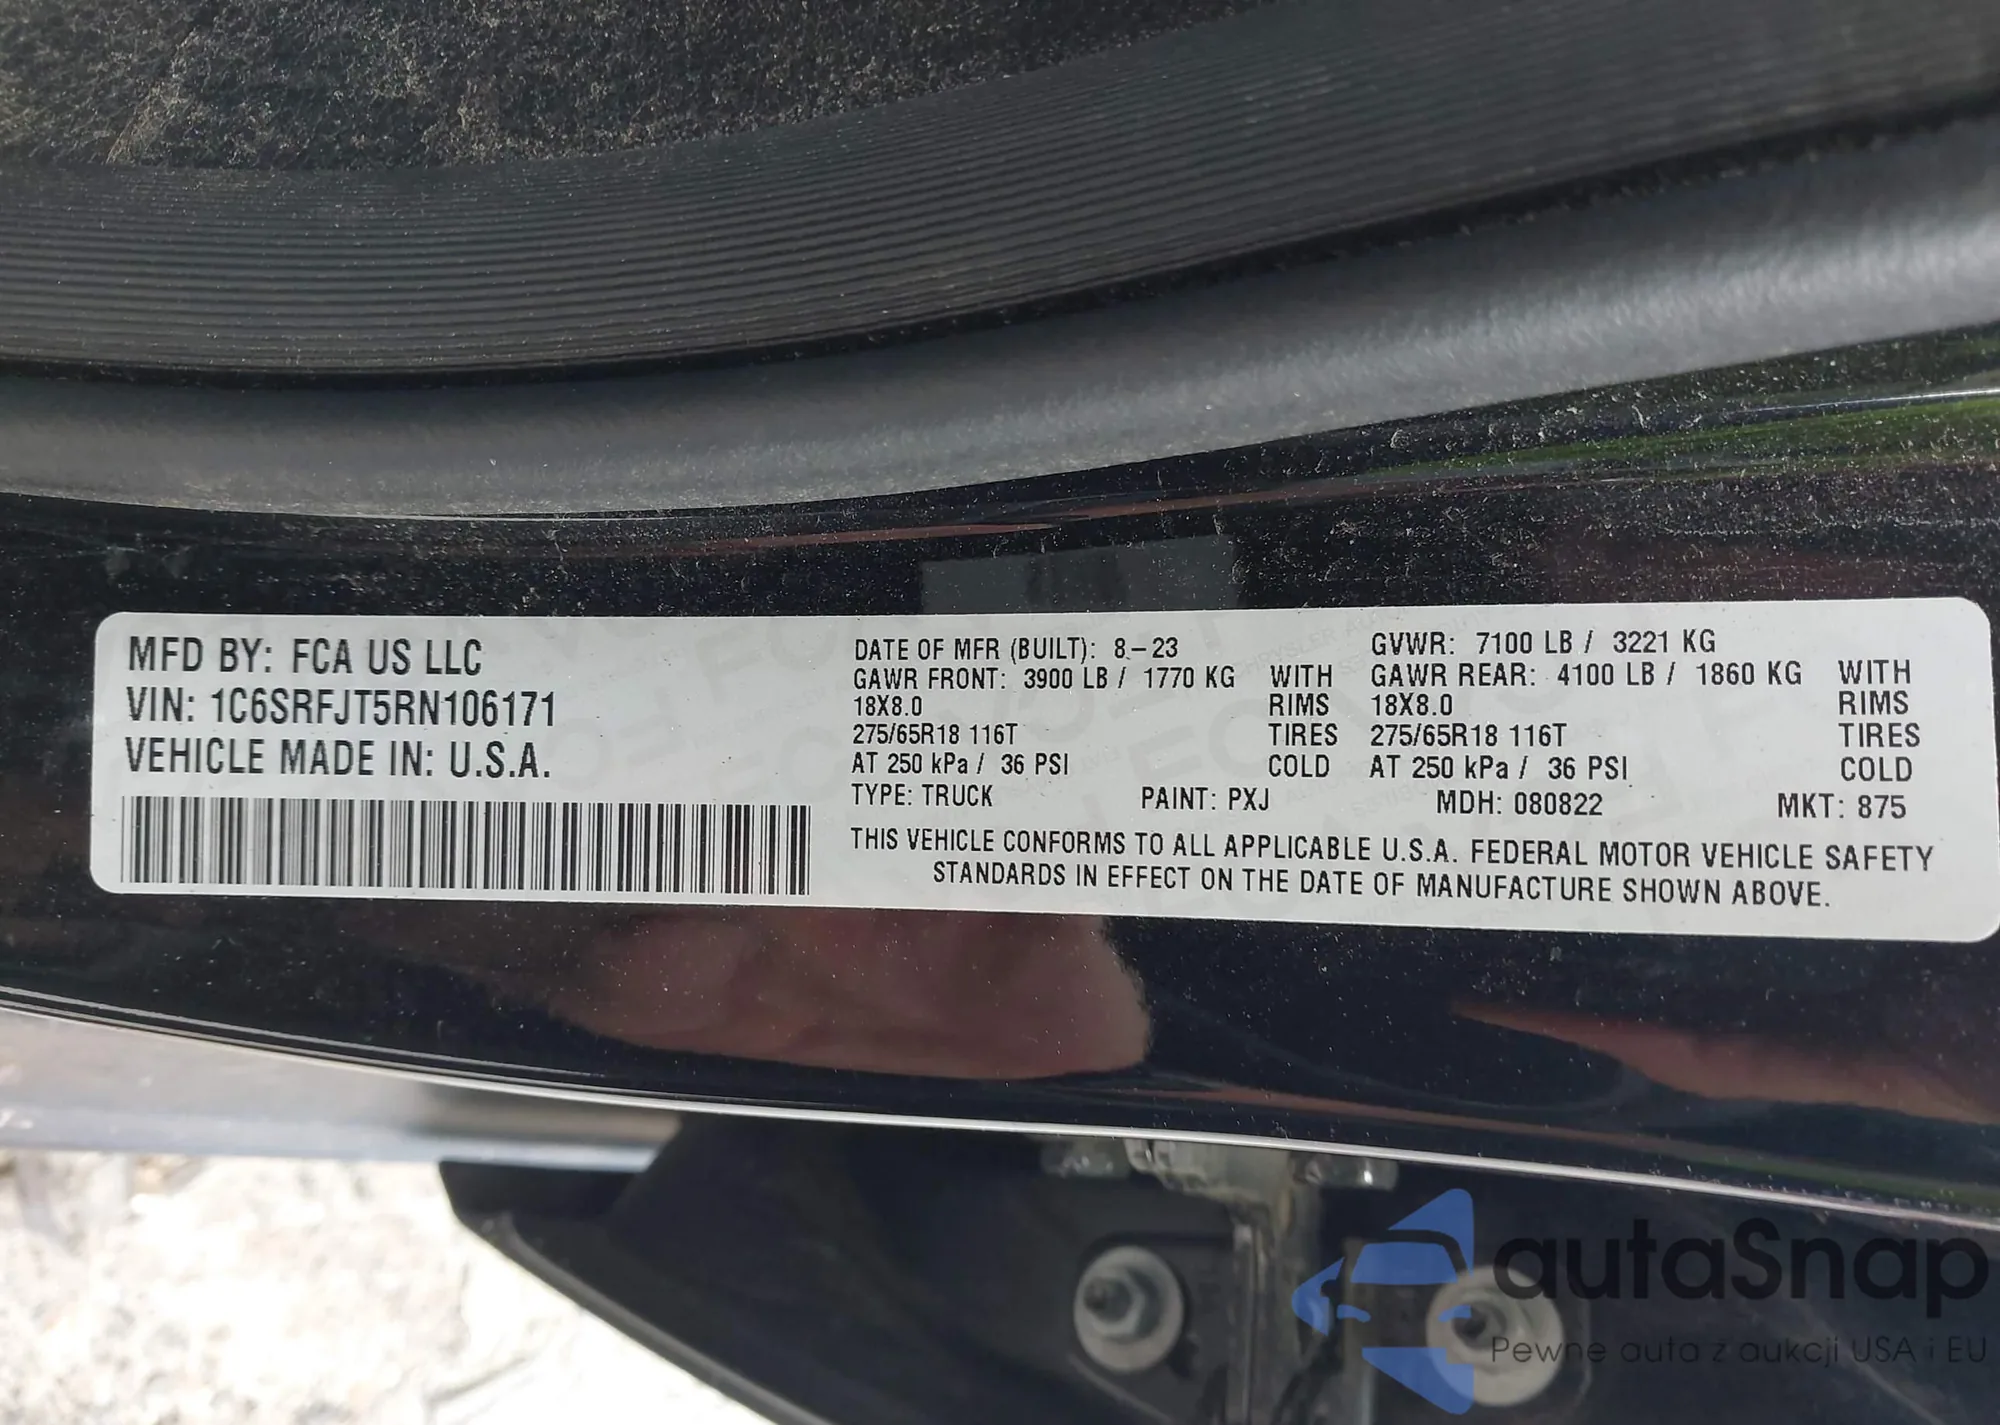 MFD BY: FCA US LLC
VIN: 1C6SRFJT5RN106171
VEHICLE MADE IN: U.S.A.
DATE OF MFR (BUILT): 8-23 GVWR: 7100 LB / 3221 KG
GAWR FRONT: 3900 LB / 1770 KG WITH GAWR REAR: 4100 LB / 1860 KG WITH
18X8.0 RIMS 18X8.0 RIMS
275/65R18 116T TIRES 275/65R18 116T TIRES
AT 250 kPa / 36 PSI COLD AT 250 kPa / 36 PSI COLD
TYPE: TRUCK PAINT: PXJ MDH: 080822 MKT: 875
THIS VEHICLE CONFORMS TO ALL APPLICABLE U.S.A. FEDERAL MOTOR VEHICLE SAFETY
STANDARDS IN EFFECT ON THE DATE OF MANUFACTURE SHOWN ABOVE.
autaSnap
Pewne auta z aukcji USA i EU